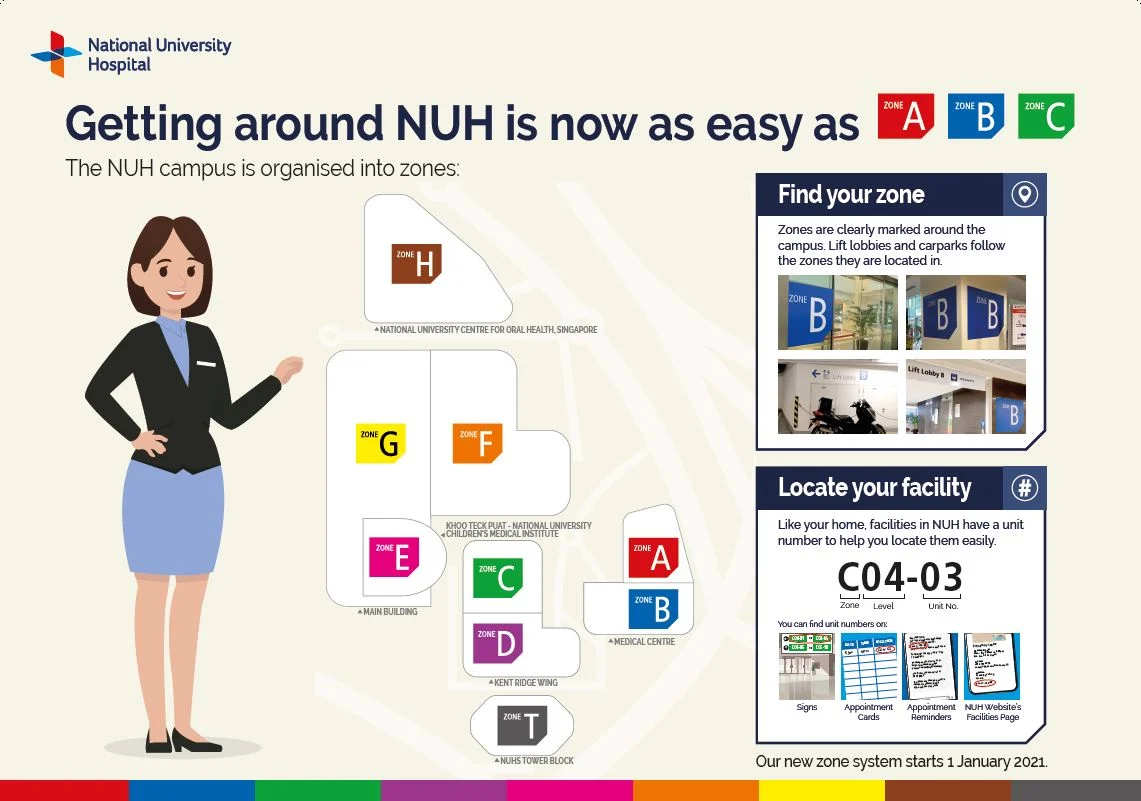 National University
Hospital
Getting around NUH is now as easy as ZONE A ZONE B ZONE C
The NUH campus is organised into zones:
ZONE H
▲NATIONAL UNIVERSITY CENTRE FOR ORAL HEALTH, SINGAPORE
ZONE G
ZONE F
KHOO TECK PUAT - NATIONAL UNIVERSITY
◄CHILDREN'S MEDICAL INSTITUTE
ZONE E
▲MAIN BUILDING
ZONE C
ZONE D
▲KENT RIDGE WING
ZONE A
ZONE B
▲MEDICAL CENTRE
ZONE T
▲NUHS TOWER BLOCK
Find your zone
Zones are clearly marked around the
campus. Lift lobbies and carparks follow
the zones they are located in.
ZONE B
ZONE B
B
Lift Lobby B
Lift Lobby B
B
Locate your facility
#
Like your home, facilities in NUH have a unit
number to help you locate them easily.
C04-03
Zone Level Unit No.
You can find unit numbers on:
DATE TIME LOCATION
Signs
Appointment
Cards
Appointment
Reminders
NUH Website's
Facilities Page
Our new zone system starts 1 January 2021.